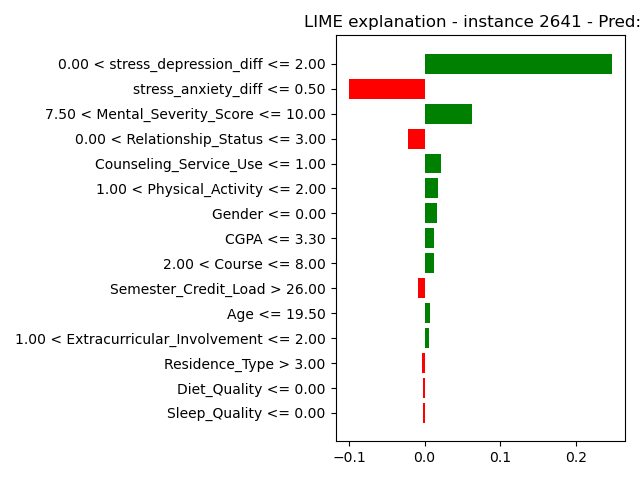 LIME explanation - instance 2641 - Pred:
0.00 < stress_depression_diff <= 2.00
stress_anxiety_diff <= 0.50
7.50 < Mental_Severity_Score <= 10.00
0.00 < Relationship_Status <= 3.00
Counseling_Service_Use <= 1.00
1.00 < Physical_Activity <= 2.00
Gender <= 0.00
CGPA <= 3.30
2.00 < Course <= 8.00
Semester_Credit_Load > 26.00
Age <= 19.50
1.00 < Extracurricular_Involvement <= 2.00
Residence_Type > 3.00
Diet_Quality <= 0.00
Sleep_Quality <= 0.00
−0.1 0.0 0.1 0.2